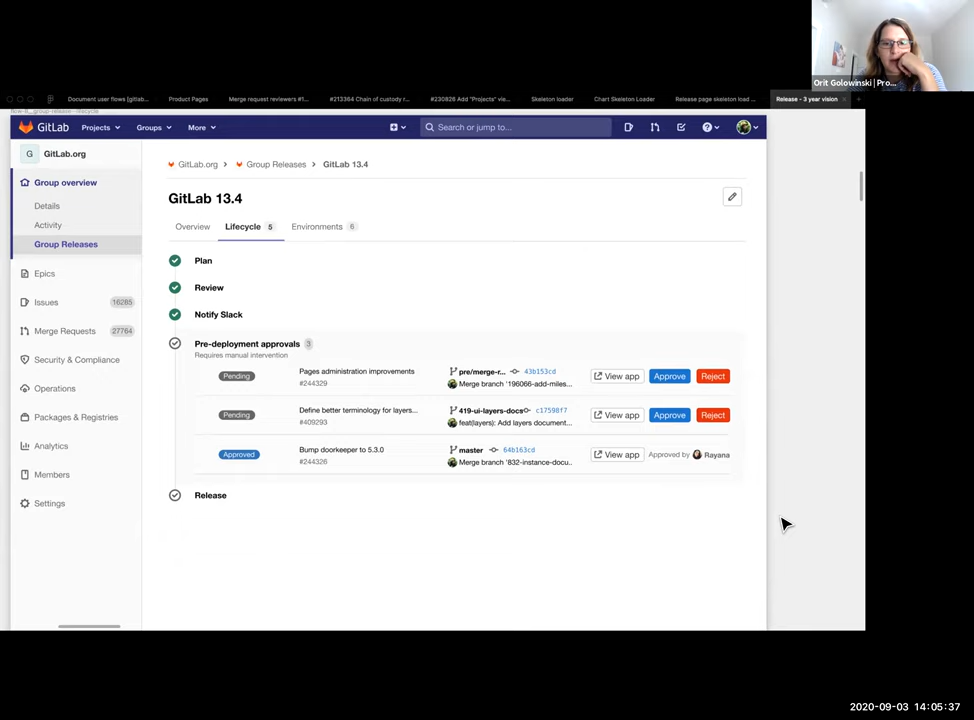 Orit Golowinski | Pro...
Document user flows [gitlab...
Product Pages
Merge request reviewers #1...
#213364 Chain of custody r...
#230826 Add "Projects" vie...
Skeleton loader
Chart Skeleton Loader
Release page skeleton load ...
Release - 3 year vision
GitLab
Projects
Groups
More
Search or jump to...
G
GitLab.org
Group overview
Details
Activity
Group Releases
Epics
Issues 16285
Merge Requests 27764
Security & Compliance
Operations
Packages & Registries
Analytics
Members
Settings
GitLab.org > Group Releases > GitLab 13.4
GitLab 13.4
Overview
Lifecycle 5
Environments 6
Plan
Review
Notify Slack
Pre-deployment approvals 3
Requires manual intervention
Pending
Pages administration improvements
#244329
pre/merge-r... 43b153cd
Merge branch '196066-add-miles...
View app
Approve
Reject
Pending
Define better terminology for layers...
#409293
419-ui-layers-docs c17598f7
feat(layers): Add layers document...
View app
Approve
Reject
Approved
Bump doorkeeper to 5.3.0
#244326
master 64b163cd
Merge branch '832-instance-docu..
View app
Approved by Rayana
Release
2020-09-03 14:05:37